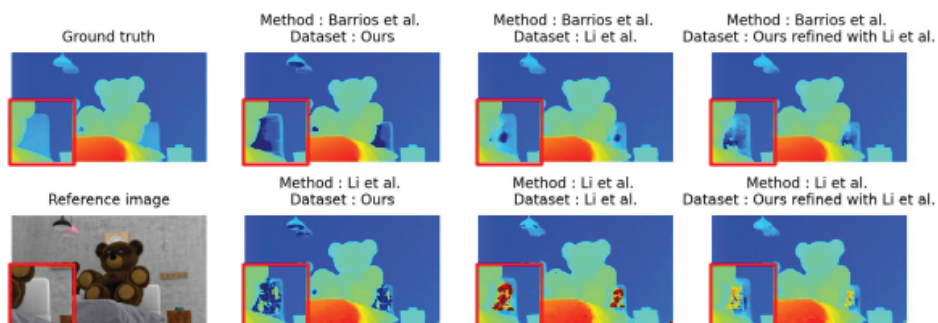 Ground truth
Method : Barrios et al.
Dataset : Ours
Method : Barrios et al.
Dataset : Li et al.
Method : Barrios et al.
Dataset : Ours refined with Li et al.
Reference image
Method : Li et al.
Dataset : Ours
Method : Li et al.
Dataset : Li et al.
Method : Li et al.
Dataset : Ours refined with Li et al.